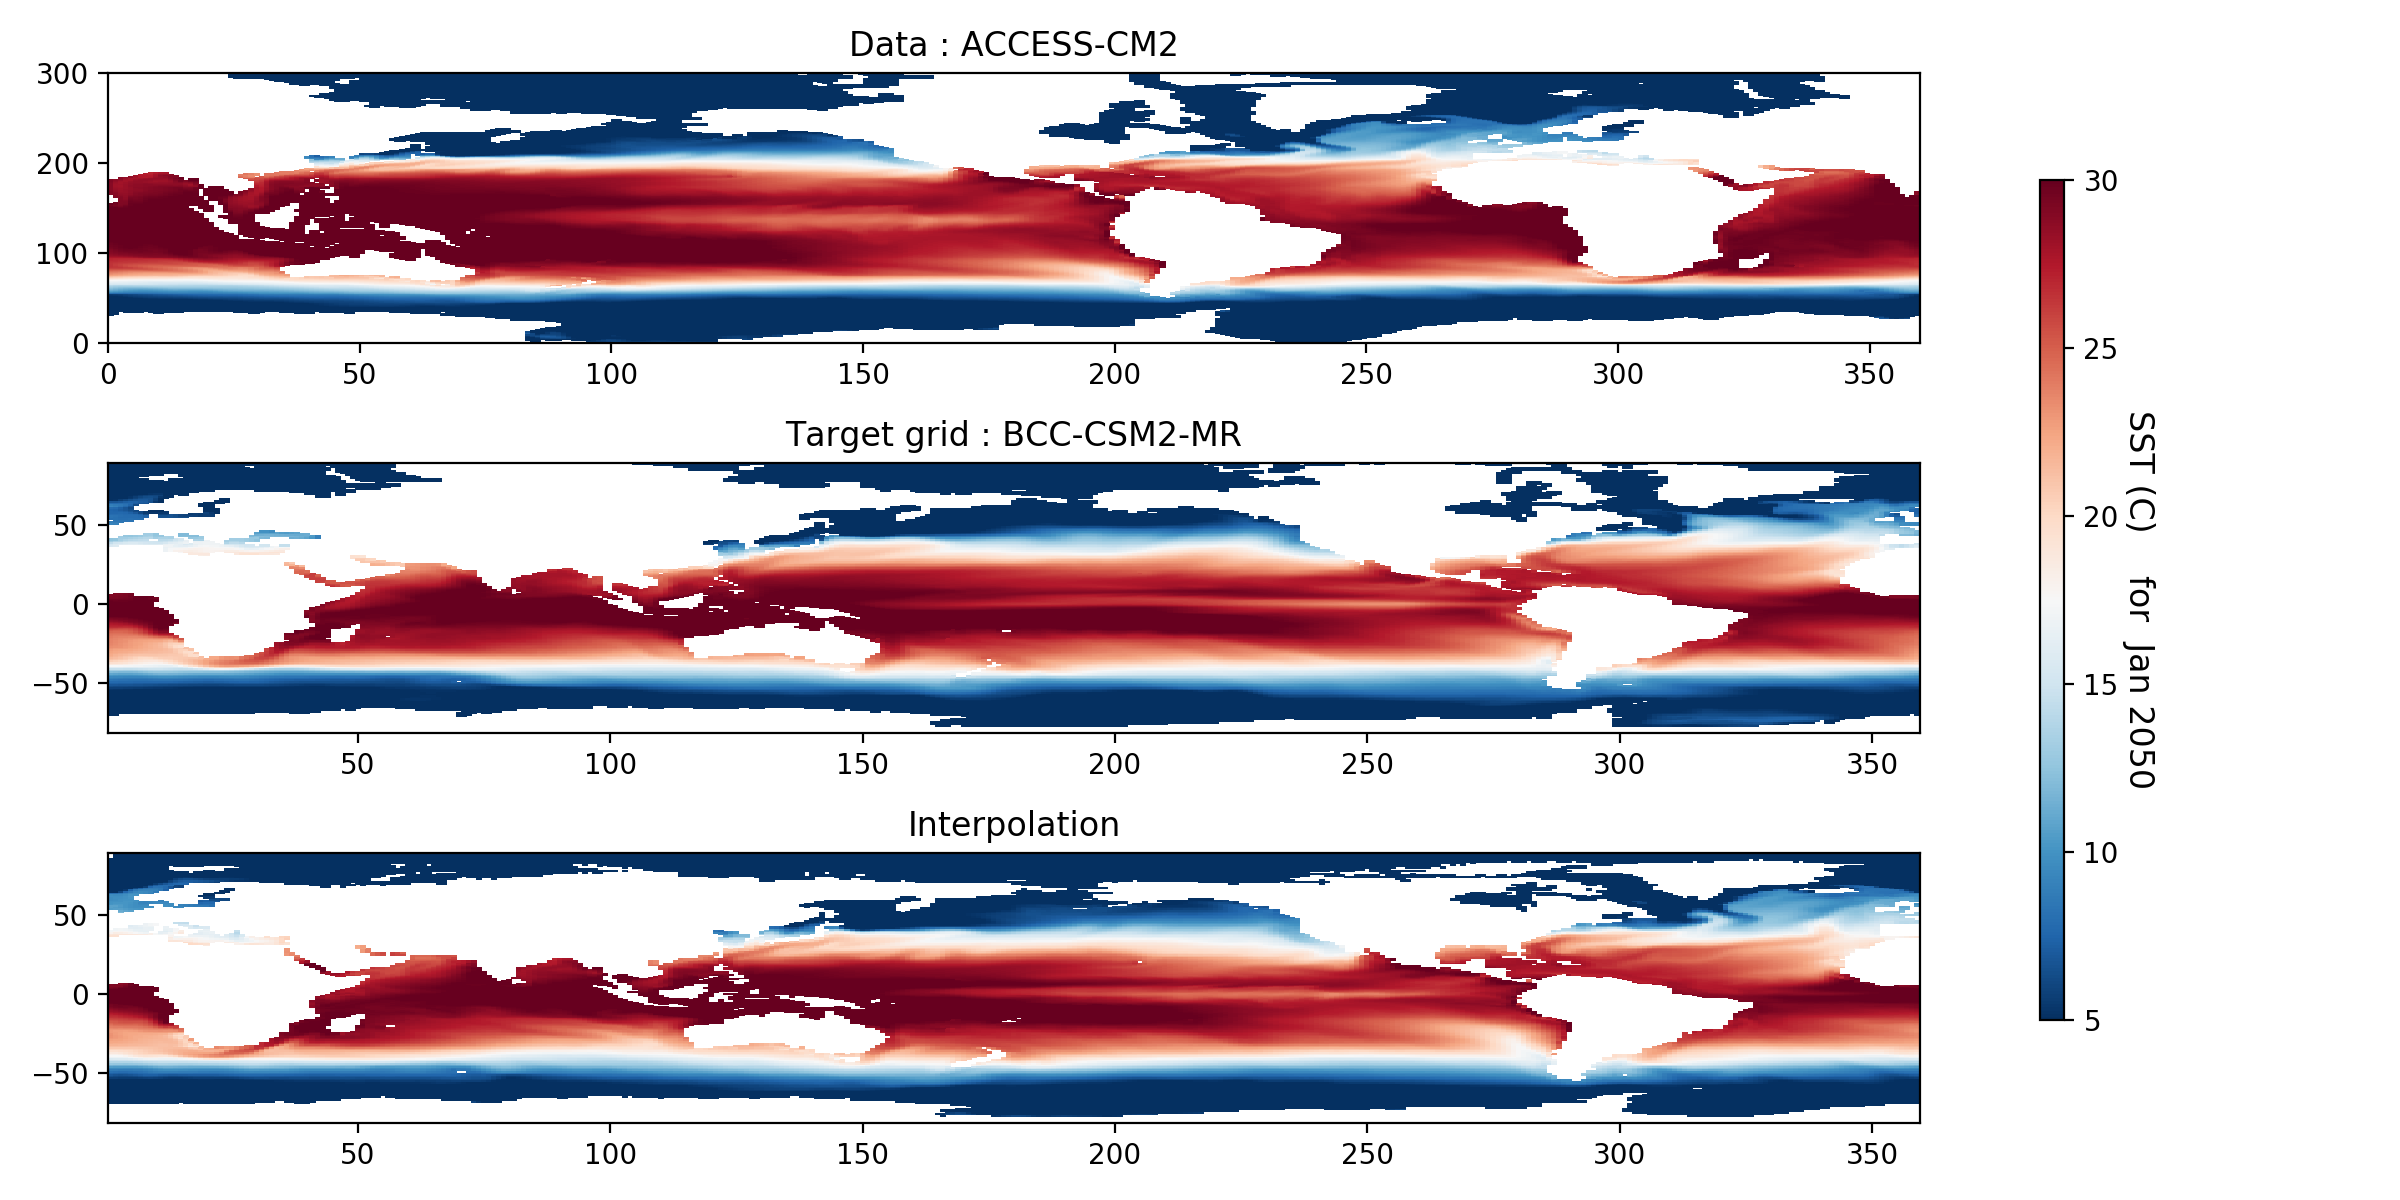 Data : ACCESS-CM2
300
200
100
0
0 50 100 150 200 250 300 350
Target grid : BCC-CSM2-MR
50
0
−50
50 100 150 200 250 300 350
Interpolation
50
0
−50
50 100 150 200 250 300 350
30
25
20
15
10
5
SST (C) for Jan 2050